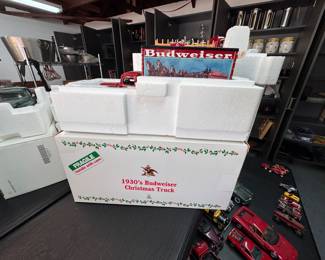 Budweiser
FRAGILE
1930's Budweiser
Christmas Truck